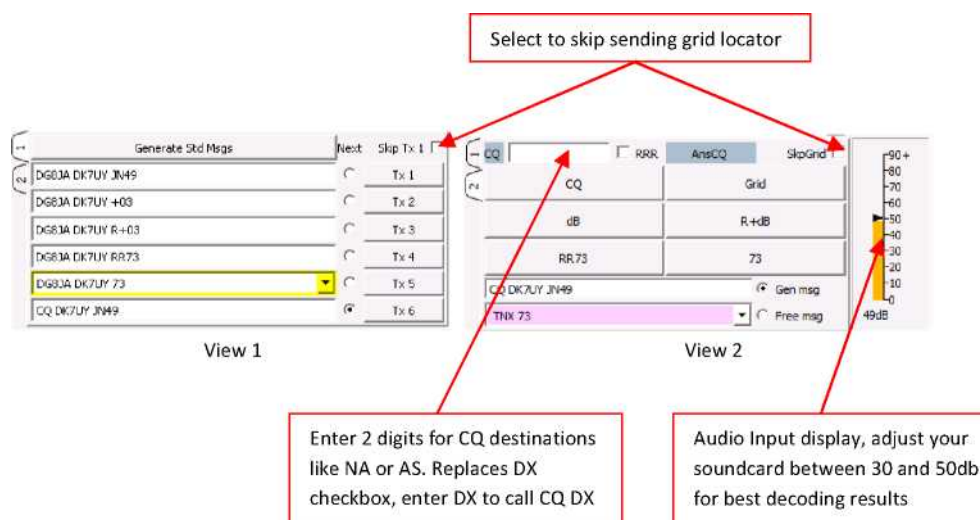 Select to skip sending grid locator
1
Generate Std Msgs Next Skip Tx 1
2
DG8JA DK7UY JN49 Tx 1
DG8JA DK7UY +03 Tx 2
DG8JA DK7UY R+03 Tx 3
DG8JA DK7UY RR73 Tx 4
DG8JA DK7UY 73 Tx 5
CQ DK7UY JN49 Tx 6
View 1
1
CQ RRR AnsCQ SkpGrid
2
CQ Grid
dB R+dB
RR73 73
CQ DK7UY JN49 Gen msg
TNX 73 Free msg
View 2
90+
80
70
60
50
40
30
20
10
0
49dB
Enter 2 digits for CQ destinations
like NA or AS. Replaces DX
checkbox, enter DX to call CQ DX
Audio Input display, adjust your
soundcard between 30 and 50db
for best decoding results